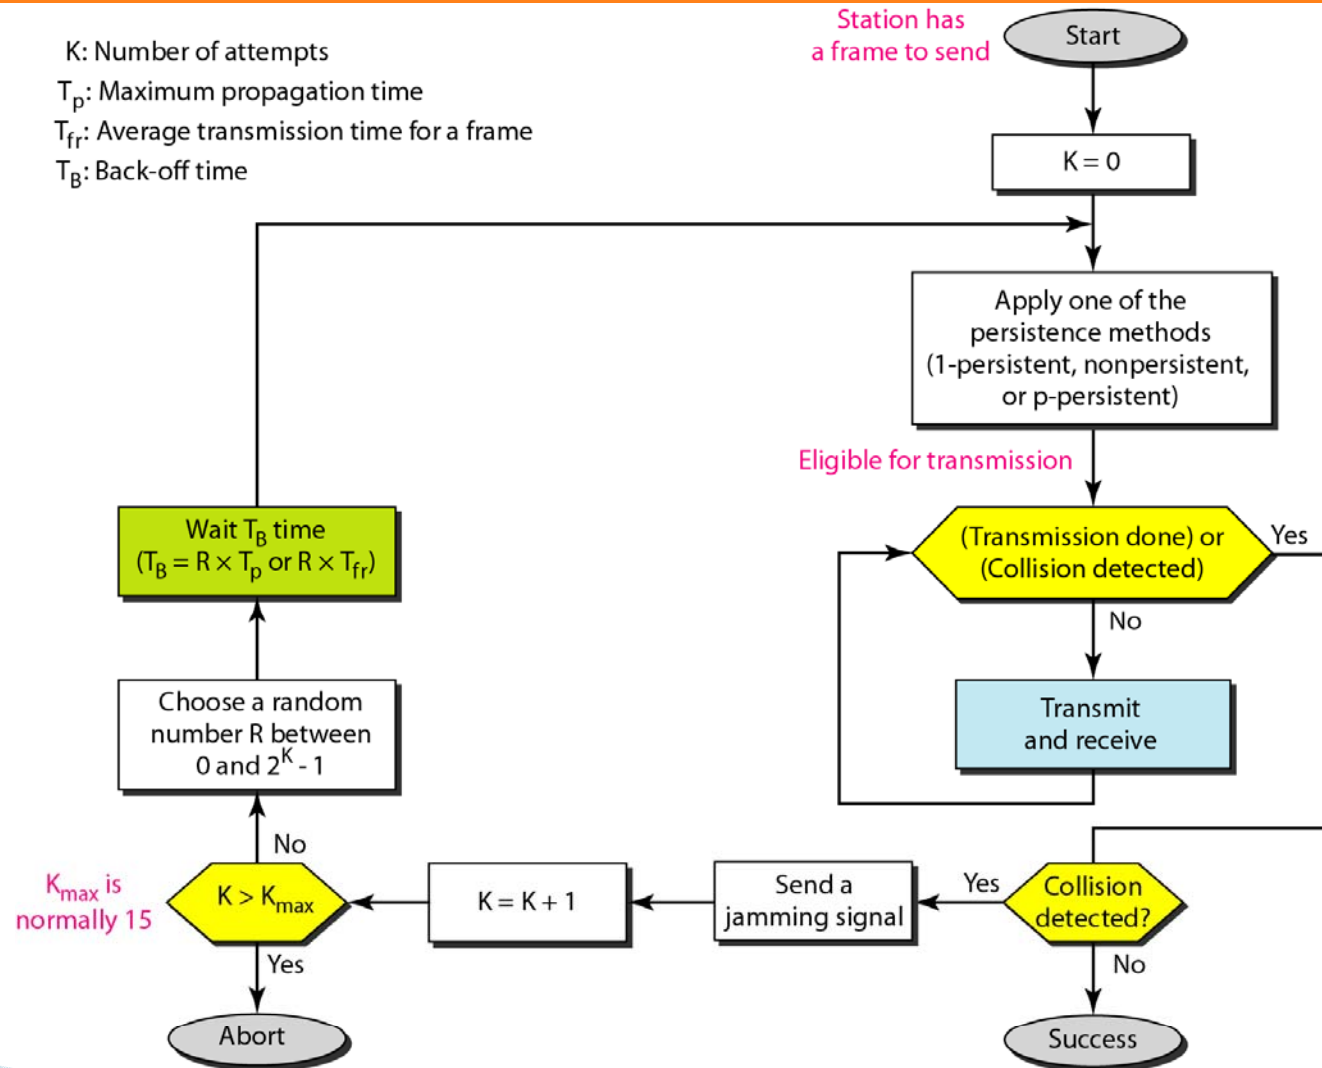 K: Number of attempts
Tp: Maximum propagation time
Tfr: Average transmission time for a frame
TB: Back-off time
Station has
a frame to send
Start
K = 0
Apply one of the
persistence methods
(1-persistent, nonpersistent,
or p-persistent)
Eligible for transmission
(Transmission done) or
(Collision detected)
Yes
No
Transmit
and receive
Collision
detected?
Yes
No
Success
Send a
jamming signal
K = K + 1
K > Kmax
Kmax is
normally 15
Yes
Abort
No
Choose a random
number R between
0 and 2^K - 1
Wait TB time
(TB = R × Tp or R × Tfr)